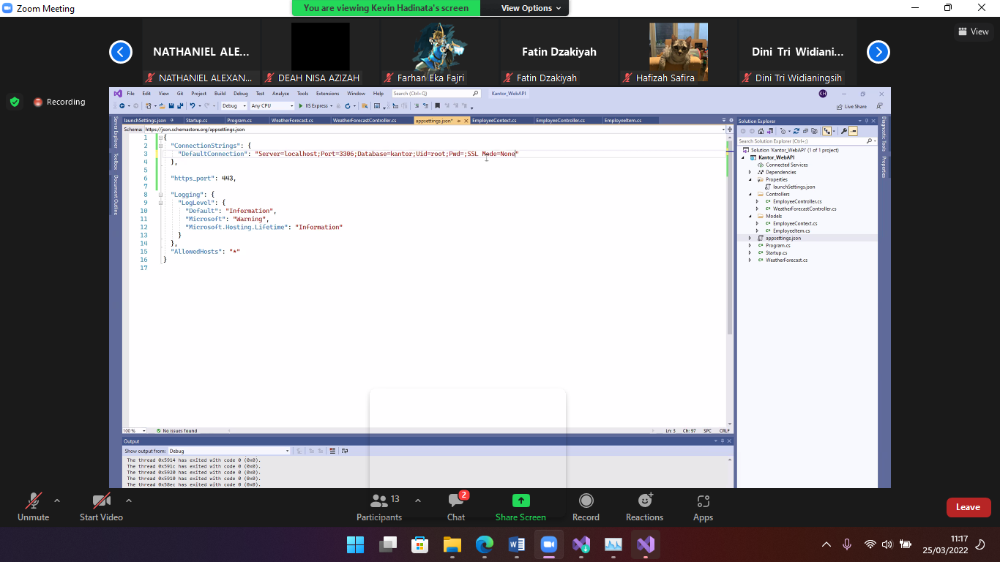 Zoom Meeting
You are viewing Kevin Hadinata's screen
View Options
NATHANIEL ALE...
Fatin Dzakiyah
Dini Tri Widiani...
View
NATHANIEL ALEXAN...
DEAH NISA AZIZAH
Farhan Eka Fajri
Fatin Dzakiyah
Hafizah Safira
Dini Tri Widianingsih
Recording
File Edit View Git Project Build Debug Test Analyze Tools Extensions Window Help Search (Ctrl+Q) Kantor_WebAPI KH
Debug Any CPU IIS Express Live Share
launchSettings.json Startup.cs Program.cs WeatherForecast.cs WeatherForecastController.cs appsettings.json* EmployeeContext.cs EmployeeController.cs EmployeeItem.cs
Schema: https://json.schemastore.org/appsettings.json
Server Explorer
Toolbox
Document Outline
1 {
2 "ConnectionStrings": {
3 "DefaultConnection": "Server=localhost;Port=3306;Database=kantor;Uid=root;Pwd=;SSL Mode=None"
4 },
5
6 "https_port": 443,
7
8 "Logging": {
9 "LogLevel": {
10 "Default": "Information",
11 "Microsoft": "Warning",
12 "Microsoft.Hosting.Lifetime": "Information"
13 }
14 },
15 "AllowedHosts": "*"
16 }
17
100 % No issues found Ln: 3 Ch: 97 SPC CRLF
Output
Show output from: Debug
The thread 0x5914 has exited with code 0 (0x0).
The thread 0x591c has exited with code 0 (0x0).
The thread 0x5920 has exited with code 0 (0x0).
The thread 0x5910 has exited with code 0 (0x0).
The thread 0x58ec has exited with code 0 (0x0).
Solution Explorer
Search Solution Explorer (Ctrl+;)
Solution 'Kantor_WebAPI' (1 of 1 project)
Kantor_WebAPI
Connected Services
Dependencies
Properties
launchSettings.json
Controllers
EmployeeController.cs
WeatherForecastController.cs
Models
EmployeeContext.cs
EmployeeItem.cs
appsettings.json
Program.cs
Startup.cs
WeatherForecast.cs
Diagnostic Tools
Properties
Unmute
Start Video
Participants 13
Chat 2
Share Screen
Record
Reactions
Apps
Leave
11:17
25/03/2022